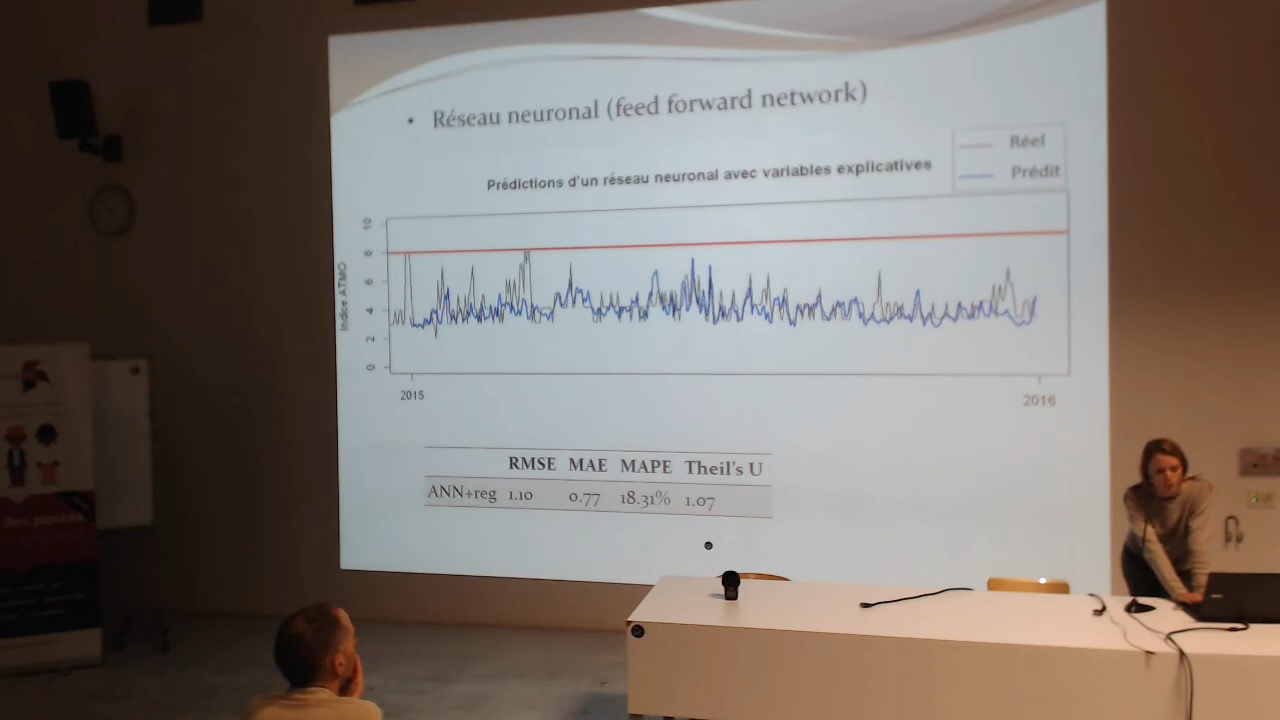 • Réseau neuronal (feed forward network)
Réel
Prédit
Prédictions d'un réseau neuronal avec variables explicatives
Indice ATMO
10
8
6
4
2
0
2015
2016
RMSE MAE MAPE Theil's U
ANN+reg 1.10 0.77 18.31% 1.07
des postes